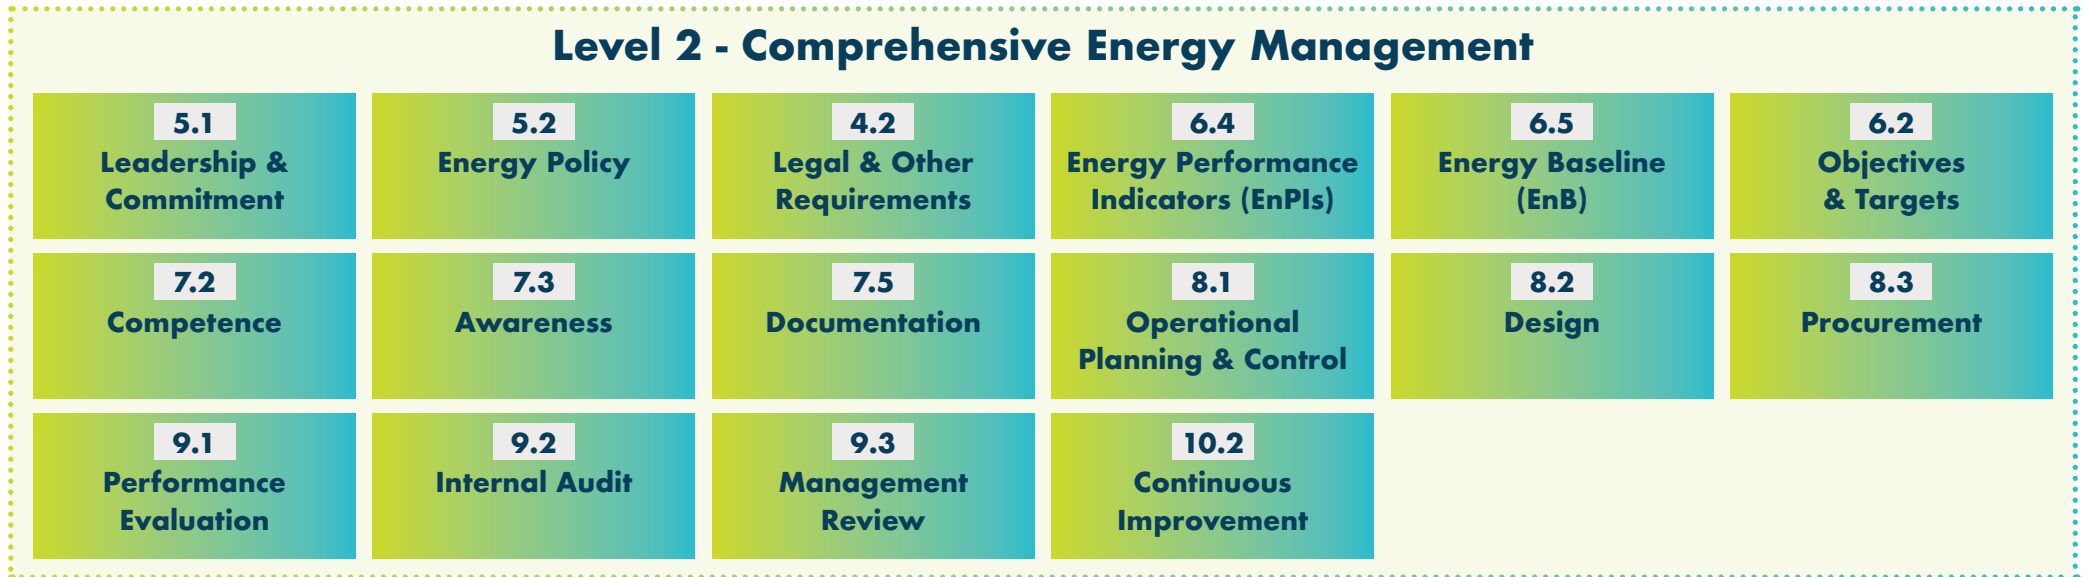 Level 2 - Comprehensive Energy Management
5.1
Leadership &
Commitment
5.2
Energy Policy
4.2
Legal & Other
Requirements
6.4
Energy Performance
Indicators (EnPIs)
6.5
Energy Baseline
(EnB)
6.2
Objectives
& Targets
7.2
Competence
7.3
Awareness
7.5
Documentation
8.1
Operational
Planning & Control
8.2
Design
8.3
Procurement
9.1
Performance
Evaluation
9.2
Internal Audit
9.3
Management
Review
10.2
Continuous
Improvement